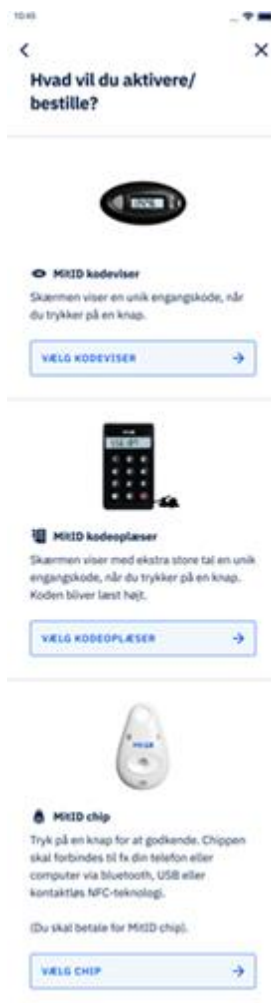 10:45
Hvad vil du aktivere/
bestille?
MitID kodeviser
Skærmen viser en unik engangskode, når
du trykker på en knap.
VÆLG KODEVISER
MitID kodeoplæser
Skærmen viser med ekstra store tal en unik
engangskode, når du trykker på en knap.
Koden bliver læst højt.
VÆLG KODEOPLÆSER
MitID chip
Tryk på en knap for at godkende. Chippen
skal forbindes til fx din telefon eller
computer via bluetooth, USB eller
kontaktløs NFC-teknologi.
(Du skal betale for MitID chip).
VÆLG CHIP